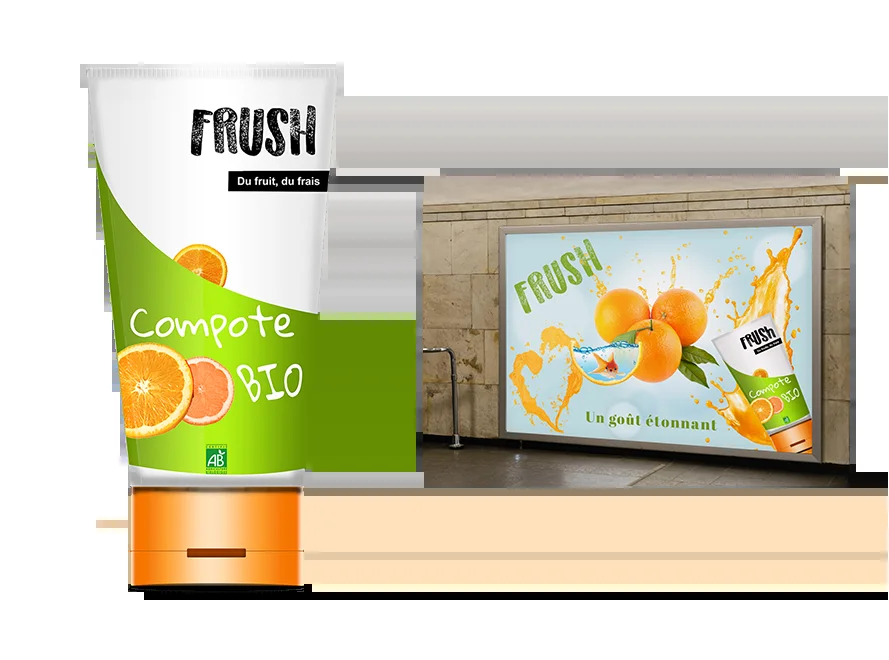 FRUSH
Du fruit, du frais
Compote
BIO
AB
FRUSH
Un goût étonnant
FRUSH
Compote
BIO